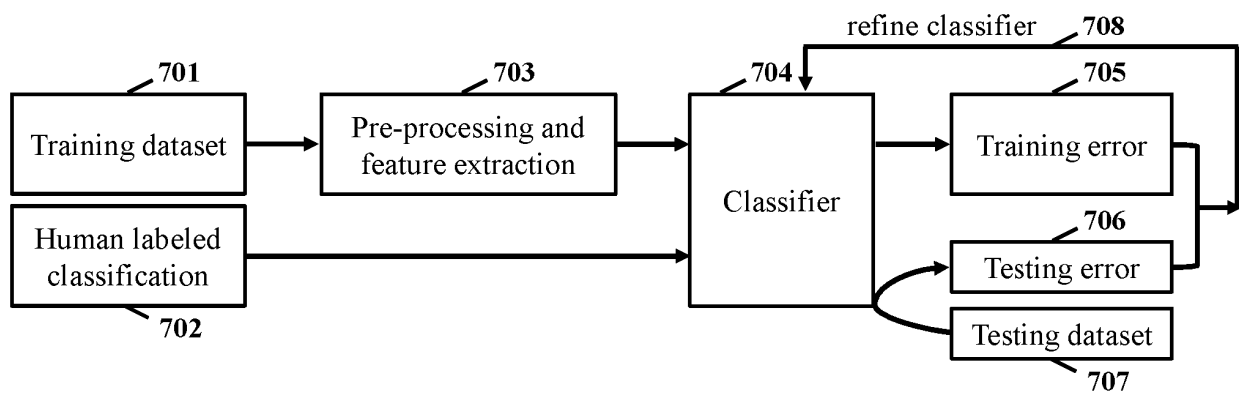 refine classifier
708
701
703
704
705
Training dataset
Pre-processing and
feature extraction
Classifier
Training error
Human labeled
classification
702
706
Testing error
Testing dataset
707